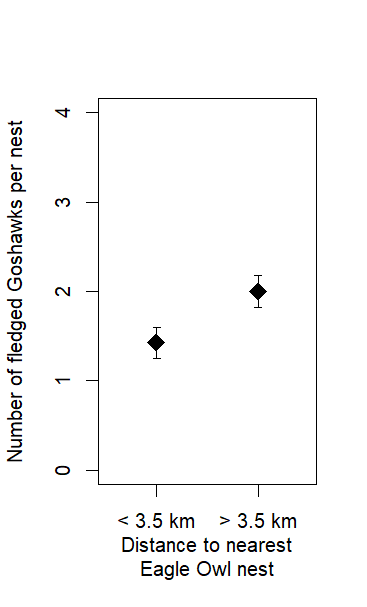 Number of fledged Goshawks per nest
4
3
2
1
0
< 3.5 km
> 3.5 km
Distance to nearest
Eagle Owl nest